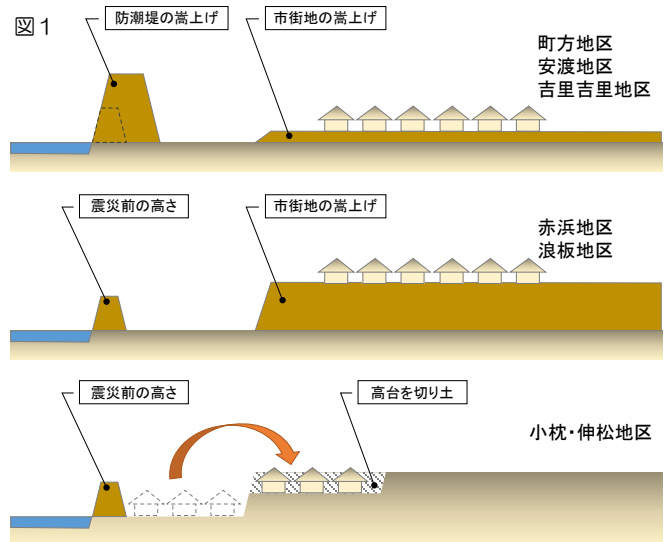 図１
防潮堤の嵩上げ
市街地の嵩上げ
町方地区
安渡地区
吉里吉里地区
震災前の高さ
市街地の嵩上げ
赤浜地区
浪板地区
震災前の高さ
高台を切り土
小枕・伸松地区